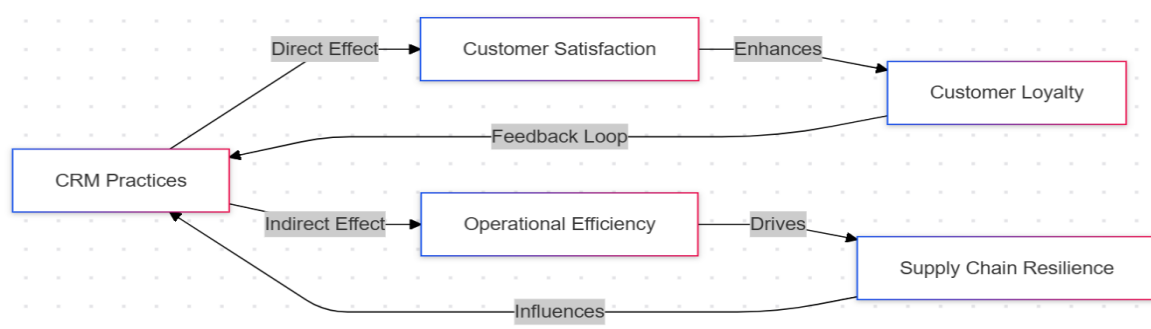 Direct Effect
Customer Satisfaction
Enhances
Customer Loyalty
Feedback Loop
CRM Practices
Indirect Effect
Operational Efficiency
Drives
Supply Chain Resilience
Influences